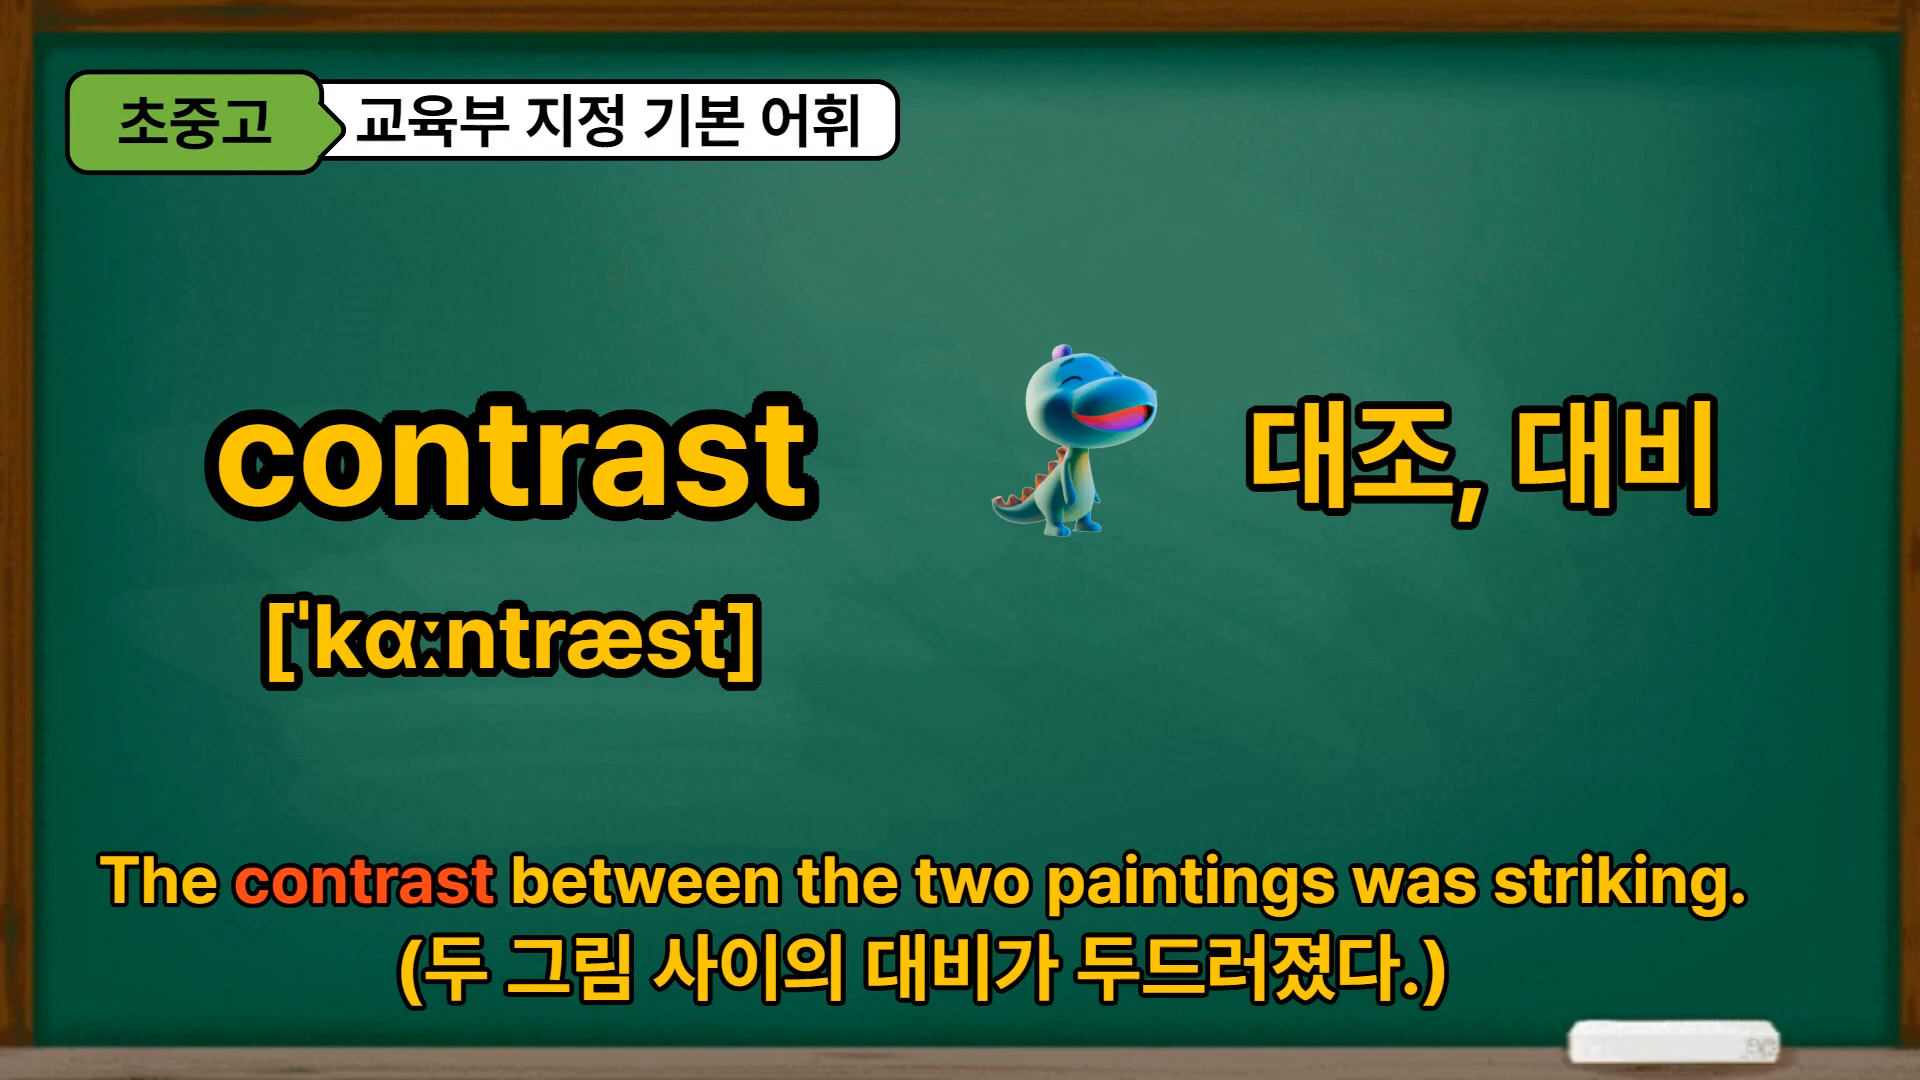 초중고 교육부 지정 기본 어휘
contrast 대조, 대비
[ˈkɑːntræst]
The contrast between the two paintings was striking.
(두 그림 사이의 대비가 두드러졌다.)